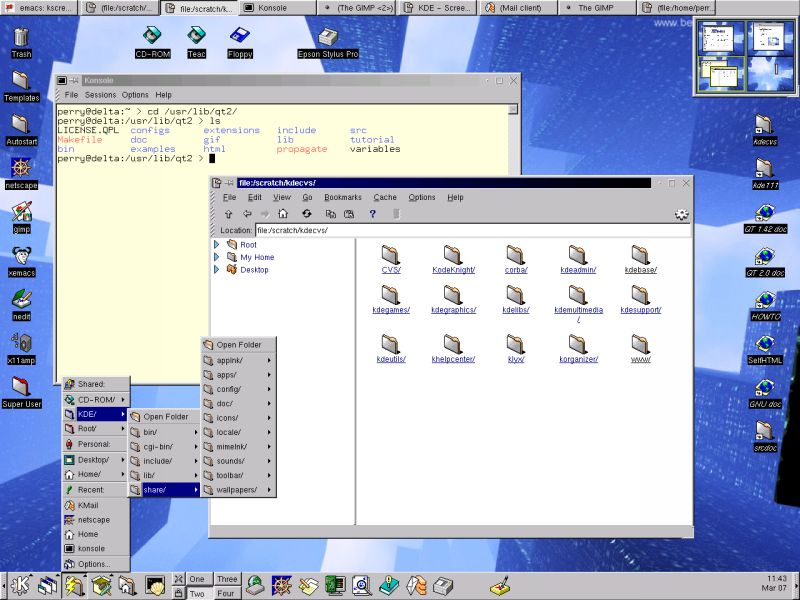 emacs: kscre...
(file:/scratch/...
file:/scratch/k...
Konsole
(The GIMP <2>)
KDE - Scree...
(Mail client)
The GIMP
(file:/home/perr...
www.be
Trash
CD-ROM
Teac
Floppy
Epson Stylus Pro
Templates
Autostart
netscape
gimp
xemacs
nedit
x11amp
Super User
Konsole
File Sessions Options Help
perry@delta:~ > cd /usr/lib/qt2/
perry@delta:/usr/lib/qt2 > ls
LICENSE.QPL configs extensions include src
Makefile doc gif lib tutorial
bin examples html propagate variables
perry@delta:/usr/lib/qt2 >
file:/scratch/kdecvs/
File Edit View Go Bookmarks Cache Options Help
Location: file:/scratch/kdecvs/
Root
My Home
Desktop
CVS/ KodeKnight/ corba/ kdeadmin/ kdebase/
kdegames/ kdegraphics/ kdelibs/ kdemultimedia/ kdesupport/
kdeutils/ khelpcenter/ klyx/ korganizer/ www/
kdecvs
kde111
QT 1.42 doc
QT 2.0 doc
HOWTO
SelfHTML
GNU doc
srcdoc
Shared:
CD-ROM/
KDE/
Root/
Personal:
Desktop/
Home/
Recent:
KMail
netscape
Home
konsole
Options...
Open Folder
bin/
cgi-bin/
include/
lib/
share/
Open Folder
applnk/
apps/
config/
doc/
icons/
locale/
mimelnk/
sounds/
toolbar/
wallpapers/
One Three
Two Four
11:43
Mar 07